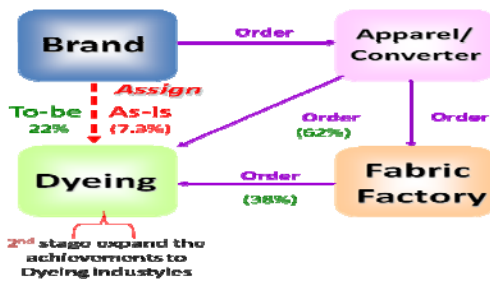 Brand
Order
Apparel/
Converter
Assign
To-be
22%
As-Is
(7.3%)
Order
(62%)
Order
Dyeing
Order
(38%)
Fabric
Factory
2nd stage expand the
achievements to
Dyeing Industyles